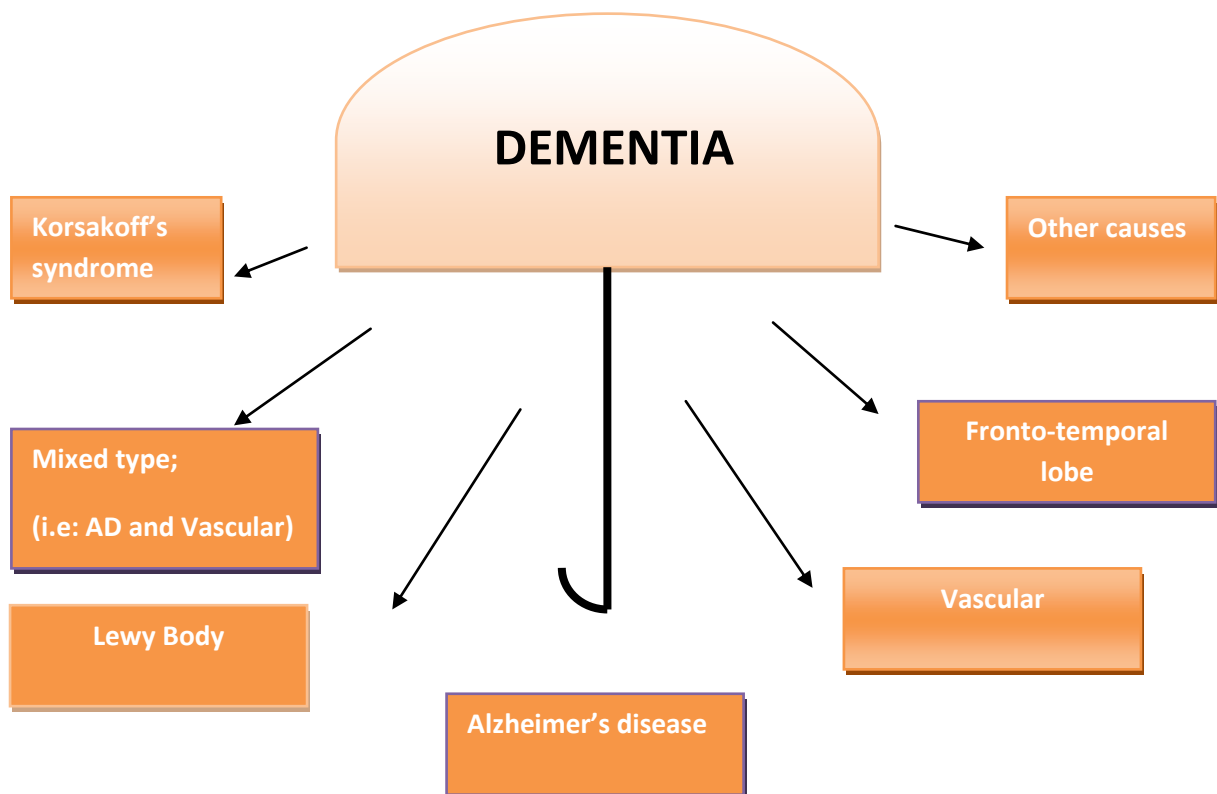 DEMENTIA
Korsakoff’s
syndrome
Other causes
Mixed type;
(i.e: AD and Vascular)
Fronto-temporal
lobe
Lewy Body
Vascular
Alzheimer’s disease